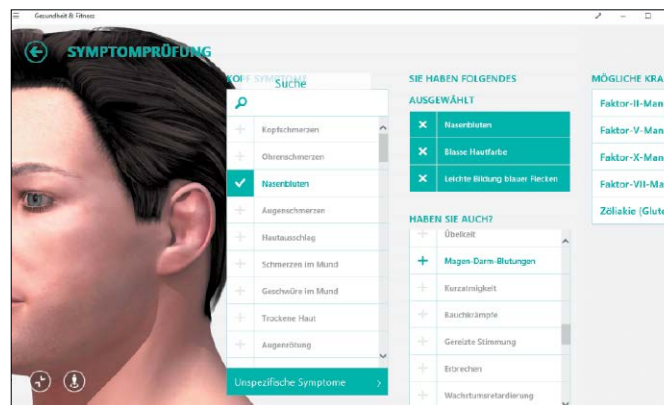 Gesundheit & Fitness
SYMPTOMPRÜFUNG
KOPF SYMPTOME
Suche
Kopfschmerzen
Ohrenschmerzen
Nasenbluten
Augenschmerzen
Hautausschlag
Schmerzen im Mund
Geschwüre im Mund
Trockene Haut
Augenrötung
Unspezifische Symptome
SIE HABEN FOLGENDES
AUSGEWÄHLT
Nasenbluten
Blasse Hautfarbe
Leichte Bildung blauer Flecken
HABEN SIE AUCH?
Übelkeit
Magen-Darm-Blutungen
Kurzatmigkeit
Bauchkrämpfe
Gereizte Stimmung
Erbrechen
Wachstumsretardierung
MÖGLICHE KRA
Faktor-II-Man
Faktor-V-Man
Faktor-X-Man
Faktor-VII-Ma
Zöliakie (Glute